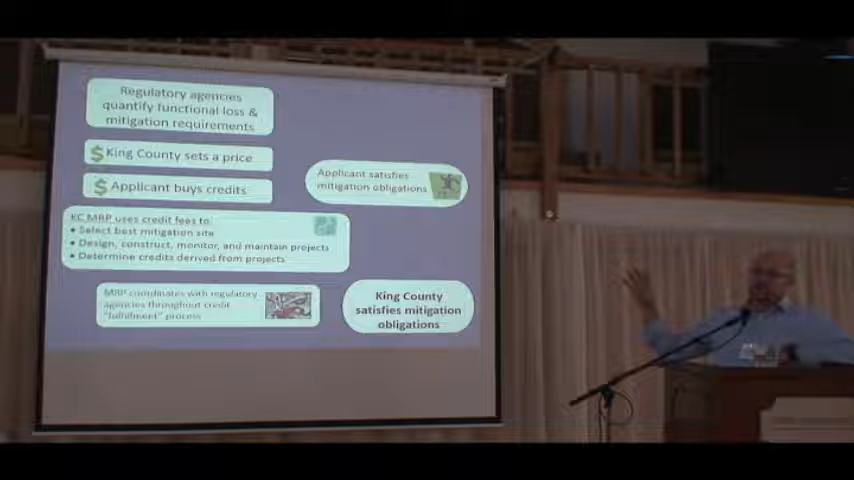 Regulatory agencies
quantify functional loss &
mitigation requirements
$ King County sets a price
$ Applicant buys credits
Applicant satisfies
mitigation obligations
KC MRP uses credit fees to:
• Select best mitigation site
• Design, construct, monitor, and maintain projects
• Determine credits derived from projects
MRP coordinates with regulatory
agencies throughout credit
"fulfillment" process
King County
satisfies mitigation
obligations